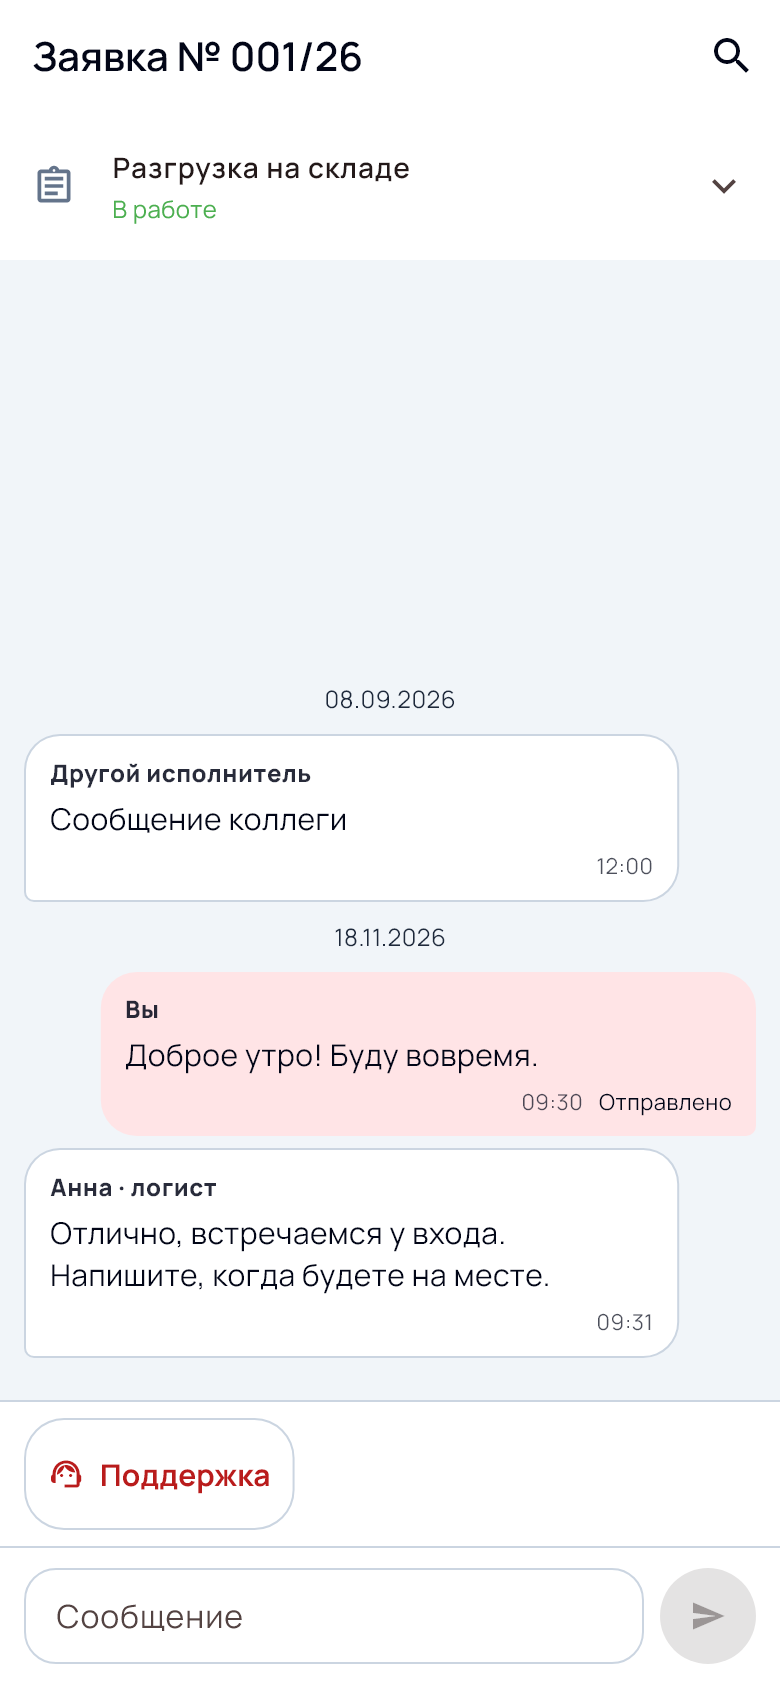 Заявка № 001/26
Разгрузка на складе
В работе
08.09.2026
Другой исполнитель
Сообщение коллеги
12:00
18.11.2026
Вы
Доброе утро! Буду вовремя.
09:30 Отправлено
Анна · логист
Отлично, встречаемся у входа.
Напишите, когда будете на месте.
09:31
Поддержка
Сообщение